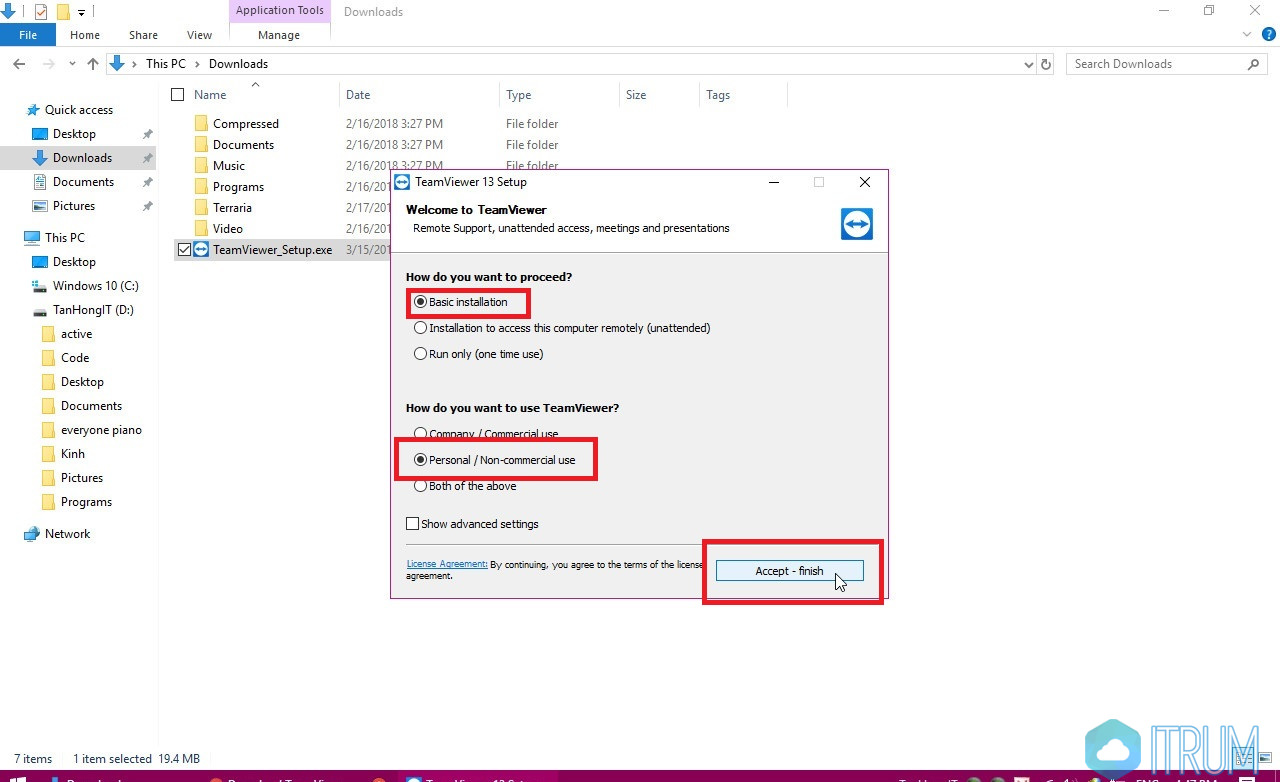 Application Tools
Downloads
File
Home
Share
View
Manage
This PC
Downloads
Search Downloads
Name
Date
Type
Size
Tags
Quick access
Desktop
Downloads
Documents
Pictures
This PC
Desktop
Windows 10 (C:)
TanHongIT (D:)
active
Code
Desktop
Documents
everyone piano
Kinh
Pictures
Programs
Network
Compressed 2/16/2018 3:27 PM File folder
Documents 2/16/2018 3:27 PM File folder
Music 2/16/2018 3:27 PM File folder
Programs 2/16/201
Terraria 2/17/201
Video 2/16/201
TeamViewer_Setup.exe 3/15/201
TeamViewer 13 Setup
Welcome to TeamViewer
Remote Support, unattended access, meetings and presentations
How do you want to proceed?
Basic installation
Installation to access this computer remotely (unattended)
Run only (one time use)
How do you want to use TeamViewer?
Company / Commercial use
Personal / Non-commercial use
Both of the above
Show advanced settings
License Agreement: By continuing, you agree to the terms of the license
agreement.
Accept - finish
7 items 1 item selected 19.4 MB
ITRUM